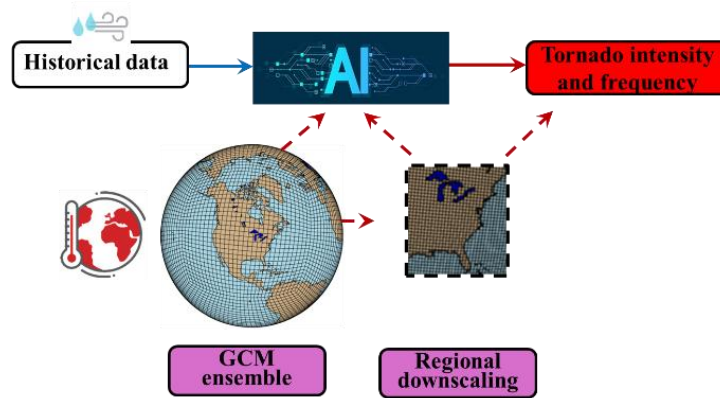 Historical data
AI
Tornado intensity
and frequency
GCM
ensemble
Regional
downscaling